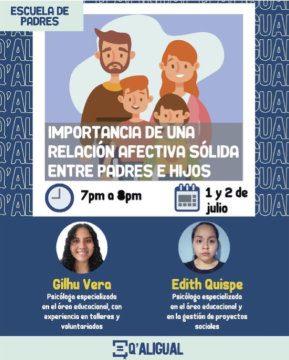 ESCUELA DE
PADRES
IMPORTANCIA DE UNA
RELACIÓN AFECTIVA SÓLIDA
ENTRE PADRES E HIJOS
7pm a 8pm
1 y 2 de
julio
Gilhu Vera
Psicóloga especializada
en el área educacional, con
experiencia en talleres y
voluntariados
Edith Quispe
Psicóloga especializada
en el área educacional y
en la gestión de proyectos
sociales
Q'ALIGUAL